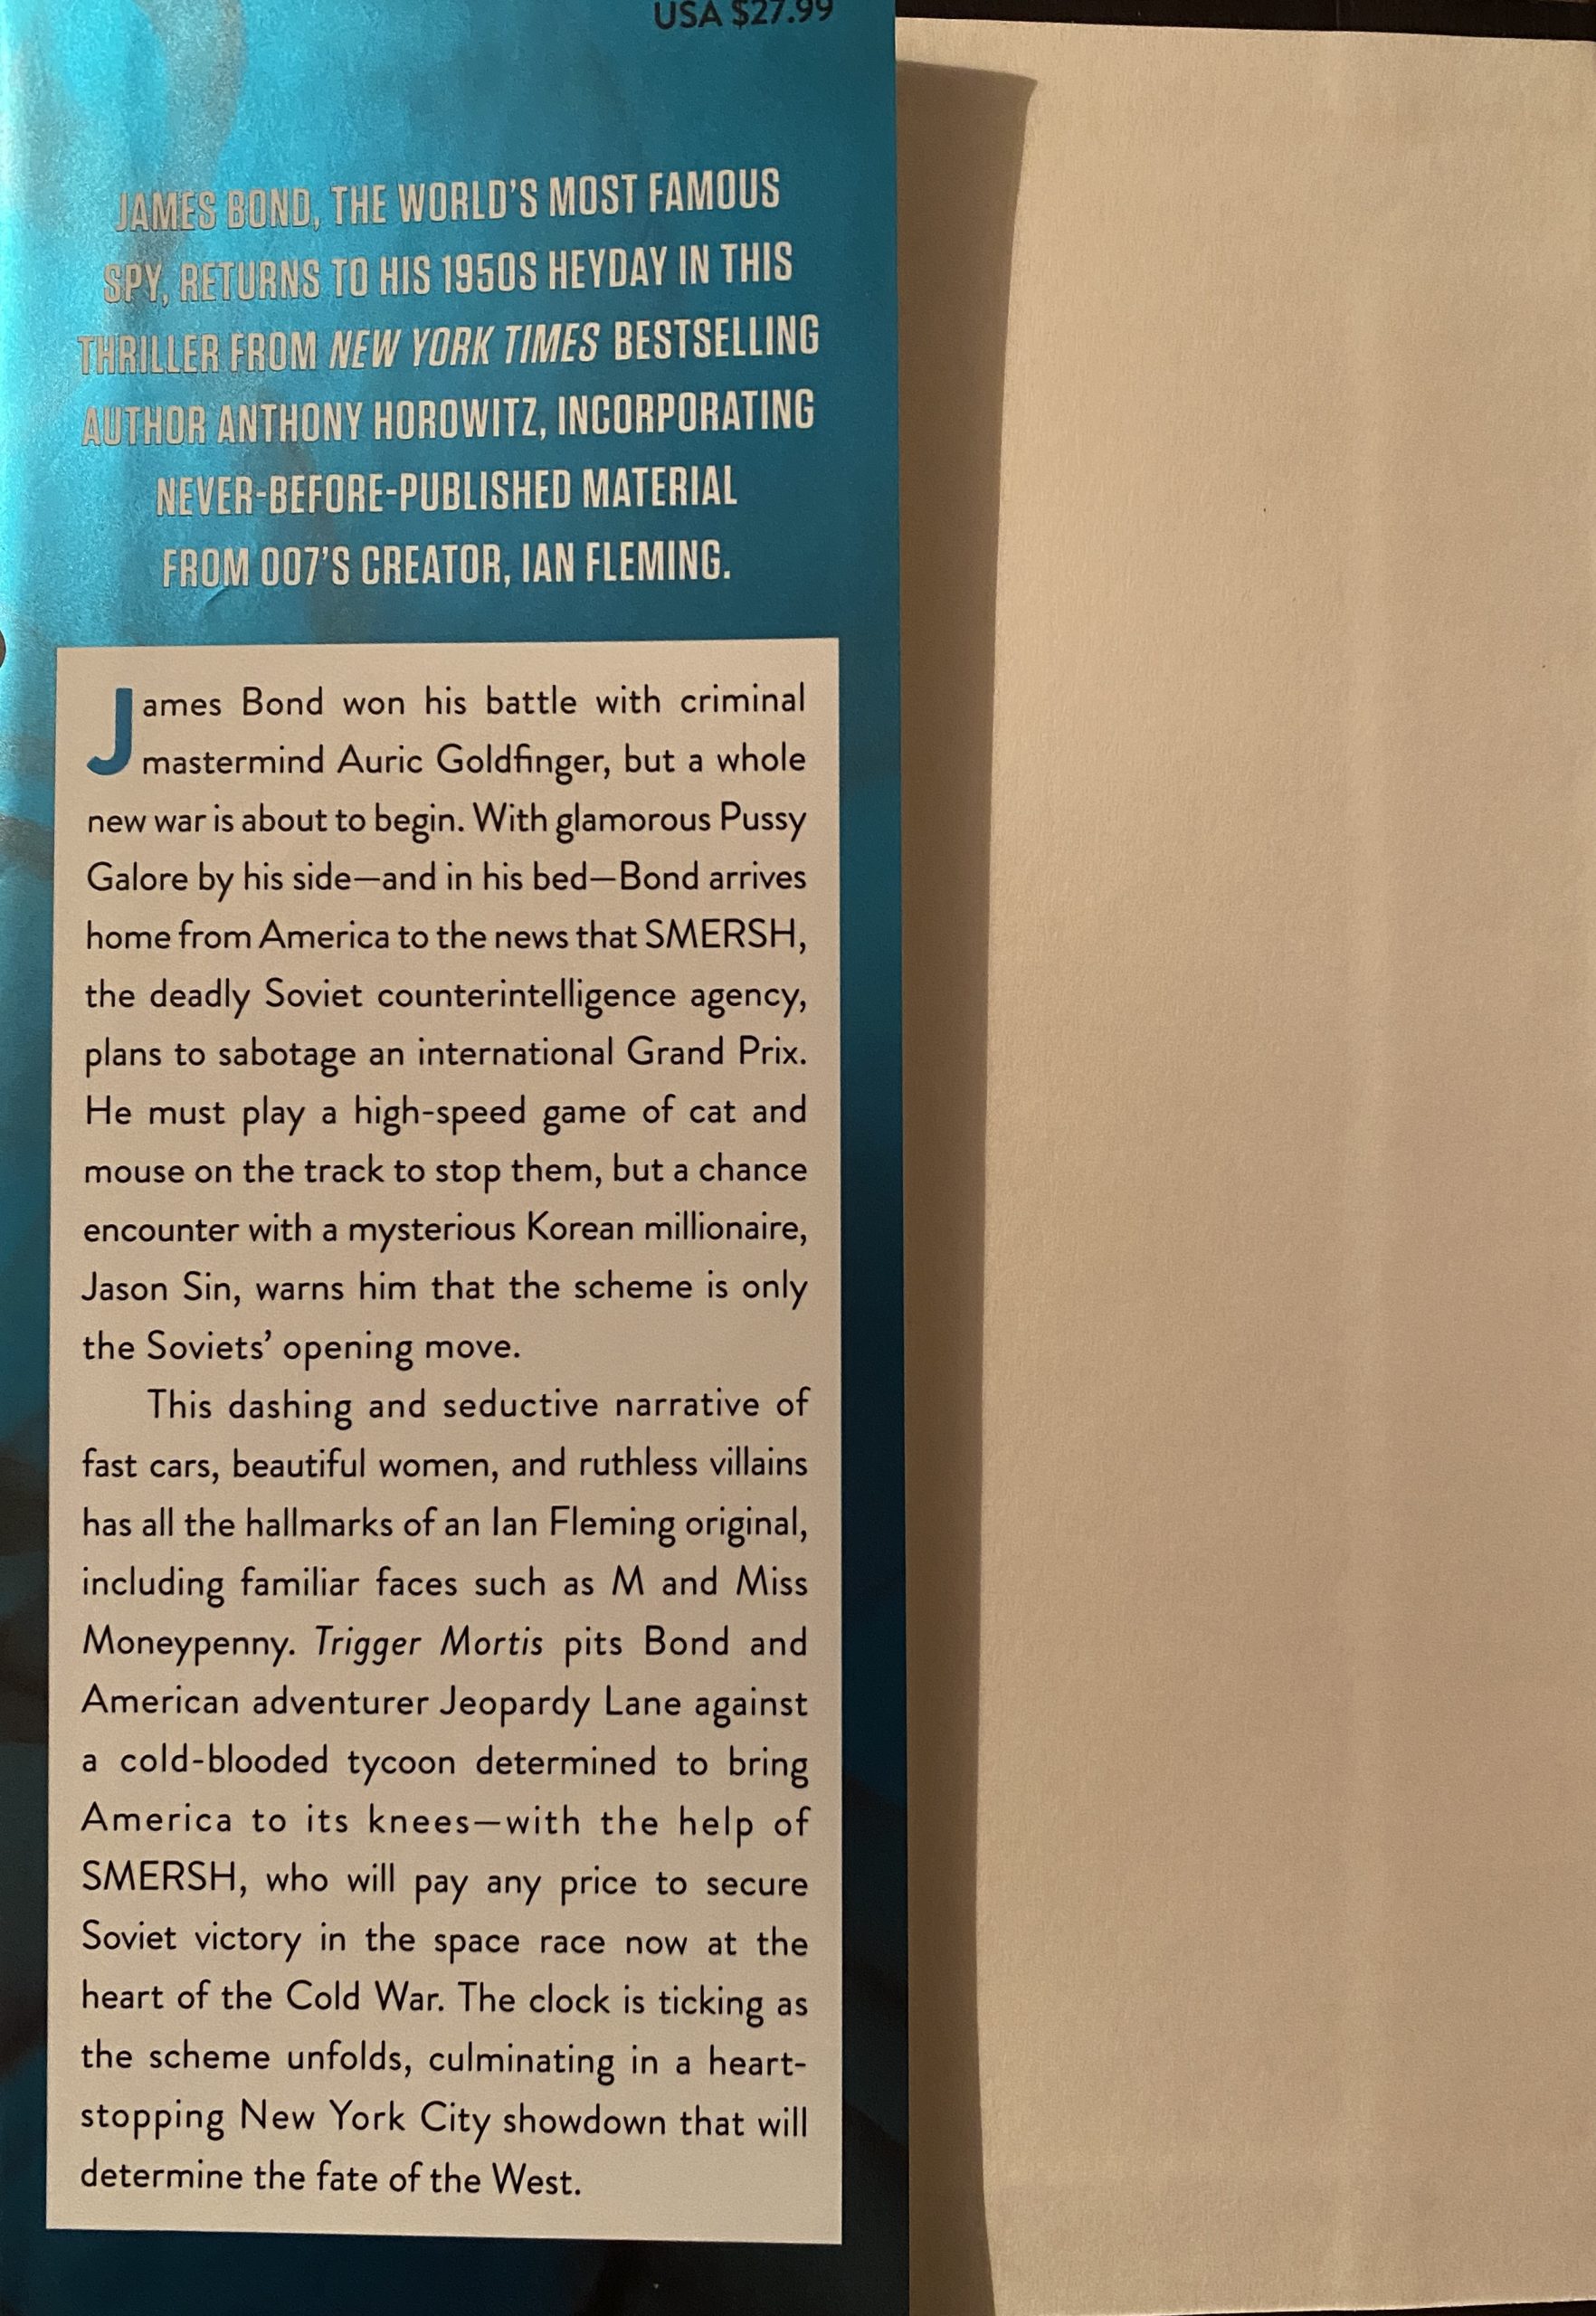 USA $27.99
JAMES BOND, THE WORLD'S MOST FAMOUS
SPY, RETURNS TO HIS 1950S HEYDAY IN THIS
THRILLER FROM NEW YORK TIMES BESTSELLING
AUTHOR ANTHONY HOROWITZ, INCORPORATING
NEVER-BEFORE-PUBLISHED MATERIAL
FROM 007'S CREATOR, IAN FLEMING.
James Bond won his battle with criminal
mastermind Auric Goldfinger, but a whole
new war is about to begin. With glamorous Pussy
Galore by his side—and in his bed—Bond arrives
home from America to the news that SMERSH,
the deadly Soviet counterintelligence agency,
plans to sabotage an international Grand Prix.
He must play a high-speed game of cat and
mouse on the track to stop them, but a chance
encounter with a mysterious Korean millionaire,
Jason Sin, warns him that the scheme is only
the Soviets' opening move.
This dashing and seductive narrative of
fast cars, beautiful women, and ruthless villains
has all the hallmarks of an Ian Fleming original,
including familiar faces such as M and Miss
Moneypenny. Trigger Mortis pits Bond and
American adventurer Jeopardy Lane against
a cold-blooded tycoon determined to bring
America to its knees—with the help of
SMERSH, who will pay any price to secure
Soviet victory in the space race now at the
heart of the Cold War. The clock is ticking as
the scheme unfolds, culminating in a heart-
stopping New York City showdown that will
determine the fate of the West.